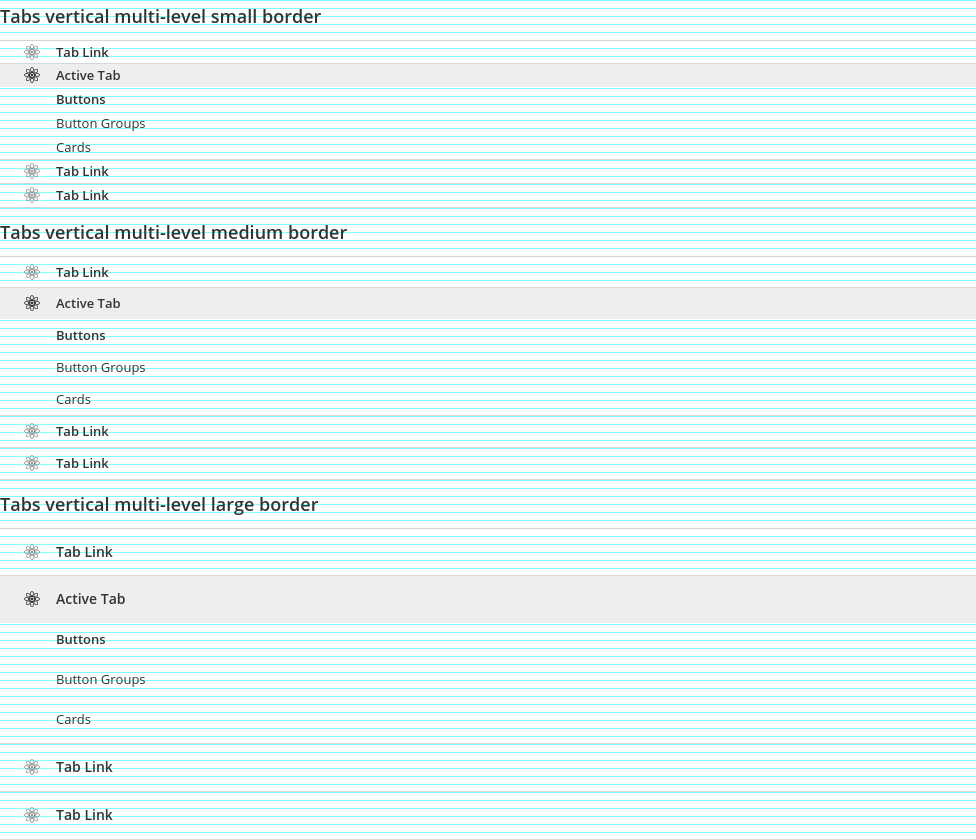 Tabs vertical multi-level small border
Tab Link
Active Tab
Buttons
Button Groups
Cards
Tab Link
Tab Link
Tabs vertical multi-level medium border
Tab Link
Active Tab
Buttons
Button Groups
Cards
Tab Link
Tab Link
Tabs vertical multi-level large border
Tab Link
Active Tab
Buttons
Button Groups
Cards
Tab Link
Tab Link